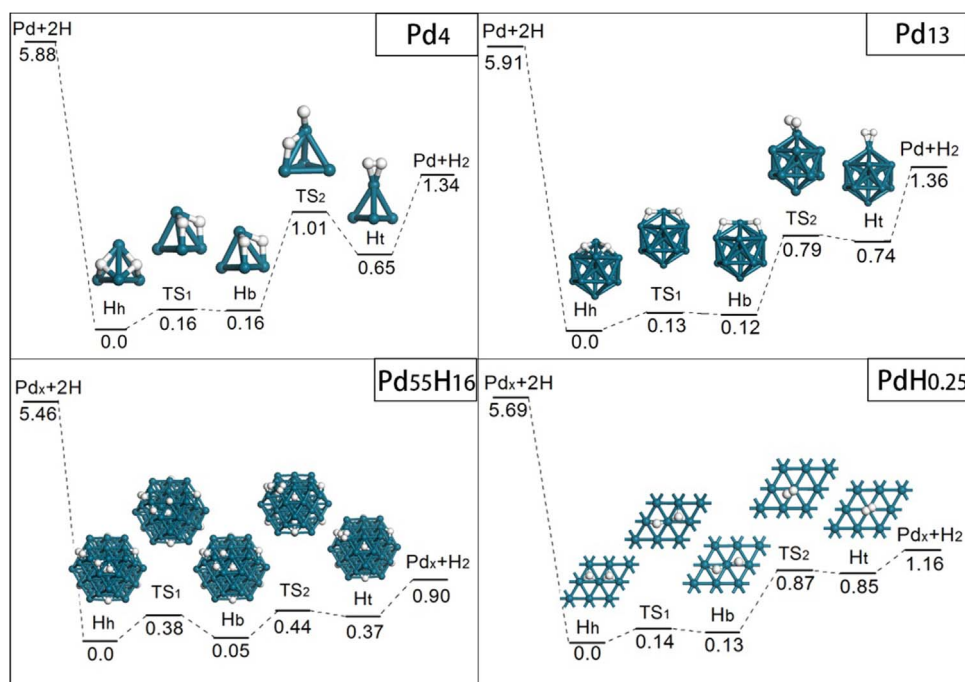 Pd4
Pd+2H
5.88
Hh
0.0
TS1
0.16
Hb
0.16
TS2
1.01
Ht
0.65
Pd+H2
1.34
Pd13
Pd+2H
5.91
Hh
0.0
TS1
0.13
Hb
0.12
TS2
0.79
Ht
0.74
Pd+H2
1.36
Pd55H16
Pdx+2H
5.46
Hh
0.0
TS1
0.38
Hb
0.05
TS2
0.44
Ht
0.37
Pdx+H2
0.90
PdH0.25
Pdx+2H
5.69
Hh
0.0
TS1
0.14
Hb
0.13
TS2
0.87
Ht
0.85
Pdx+H2
1.16